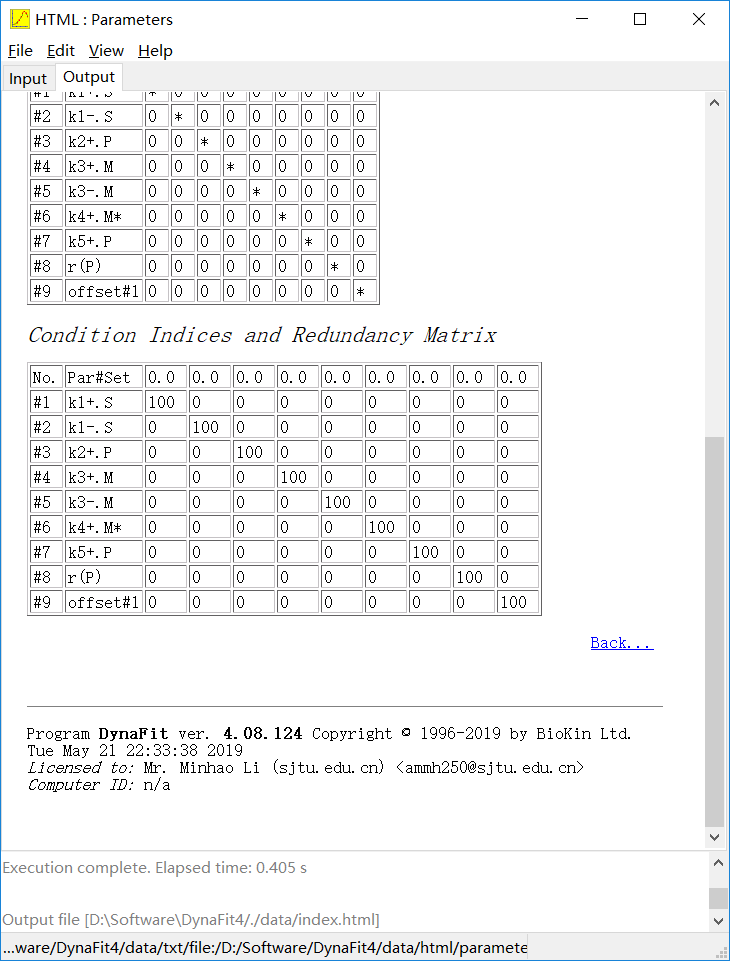 HTML : Parameters
File Edit View Help
Input Output
#1 k1+.S * 0 0 0 0 0 0 0 0
#2 k1-.S 0 * 0 0 0 0 0 0 0
#3 k2+.P 0 0 * 0 0 0 0 0 0
#4 k3+.M 0 0 0 * 0 0 0 0 0
#5 k3-.M 0 0 0 0 * 0 0 0 0
#6 k4+.M* 0 0 0 0 0 * 0 0 0
#7 k5+.P 0 0 0 0 0 0 * 0 0
#8 r(P) 0 0 0 0 0 0 0 * 0
#9 offset#1 0 0 0 0 0 0 0 0 *
Condition Indices and Redundancy Matrix
No. Par#Set 0.0 0.0 0.0 0.0 0.0 0.0 0.0 0.0 0.0
#1 k1+.S 100 0 0 0 0 0 0 0 0
#2 k1-.S 0 100 0 0 0 0 0 0 0
#3 k2+.P 0 0 100 0 0 0 0 0 0
#4 k3+.M 0 0 0 100 0 0 0 0 0
#5 k3-.M 0 0 0 0 100 0 0 0 0
#6 k4+.M* 0 0 0 0 0 100 0 0 0
#7 k5+.P 0 0 0 0 0 0 100 0 0
#8 r(P) 0 0 0 0 0 0 0 100 0
#9 offset#1 0 0 0 0 0 0 0 0 100
Back...
Program DynaFit ver. 4.08.124 Copyright © 1996-2019 by BioKin Ltd.
Tue May 21 22:33:38 2019
Licensed to: Mr. Minhao Li (sjtu.edu.cn) <ammh250@sjtu.edu.cn>
Computer ID: n/a
Execution complete. Elapsed time: 0.405 s
Output file [D:\Software\DynaFit4/./data/index.html]
...ware/DynaFit4/data/txt/file:/D:/Software/DynaFit4/data/html/paramete